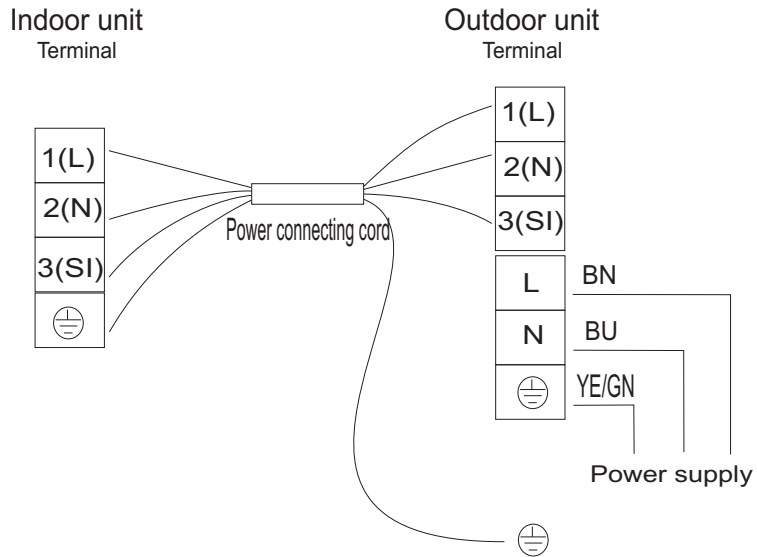 Indoor unit
Terminal
Outdoor unit
Terminal
1(L)
2(N)
3(SI)
Power connecting cord
1(L)
2(N)
3(SI)
L
BN
N
BU
YE/GN
Power supply